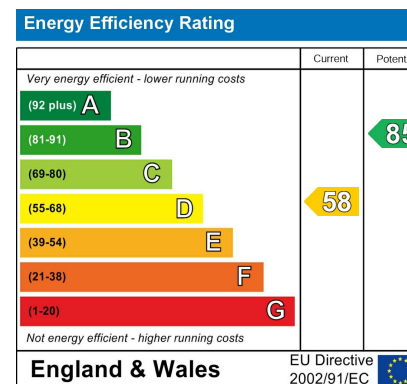 Energy Efficiency Rating
Current Potent
Very energy efficient - lower running costs
(92 plus) A
(81-91) B 85
(69-80) C
(55-68) D 58
(39-54) E
(21-38) F
(1-20) G
Not energy efficient - higher running costs
England & Wales
EU Directive
2002/91/EC